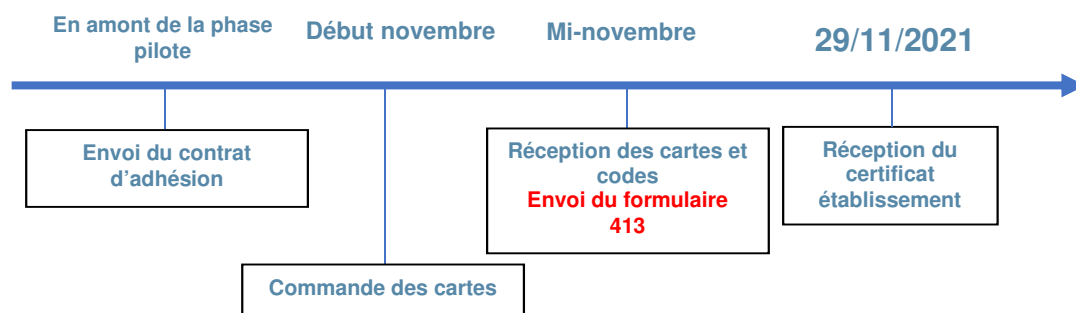 En amont de la phase
pilote
Début novembre
Mi-novembre
29/11/2021
Envoi du contrat
d'adhésion
Commande des cartes
Réception des cartes et
codes
Envoi du formulaire
413
Réception du
certificat
établissement